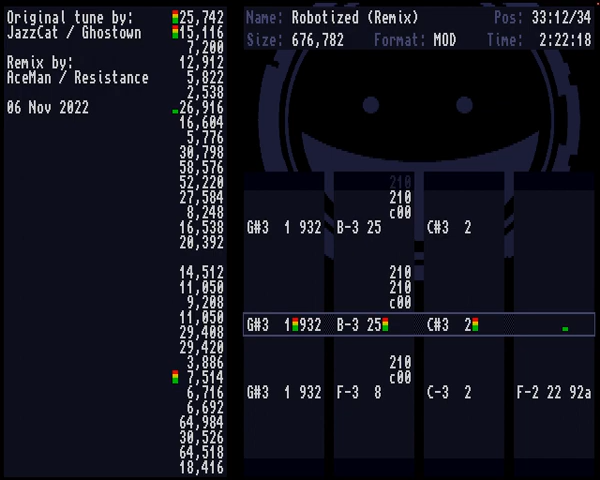 Original tune by: 25,742
JazzCat / Ghostown 15,116
7,200
Remix by: 12,912
AceMan / Resistance 5,822
2,538
06 Nov 2022 26,916
16,604
5,776
30,798
58,576
52,220
27,584
8,248
16,538
20,392
14,512
11,050
9,208
11,050
29,408
29,420
3,886
7,514
6,716
6,692
64,984
30,526
64,518
18,416
Name: Robotized (Remix) Pos: 33:12/34
Size: 676,782 Format: MOD Time: 2:22:18
210
210
c00
G#3 1 932 B-3 25 C#3 2
210
210
c00
G#3 1 932 B-3 25 C#3 2
210
c00
G#3 1 932 F-3 8 C-3 2 F-2 22 92a